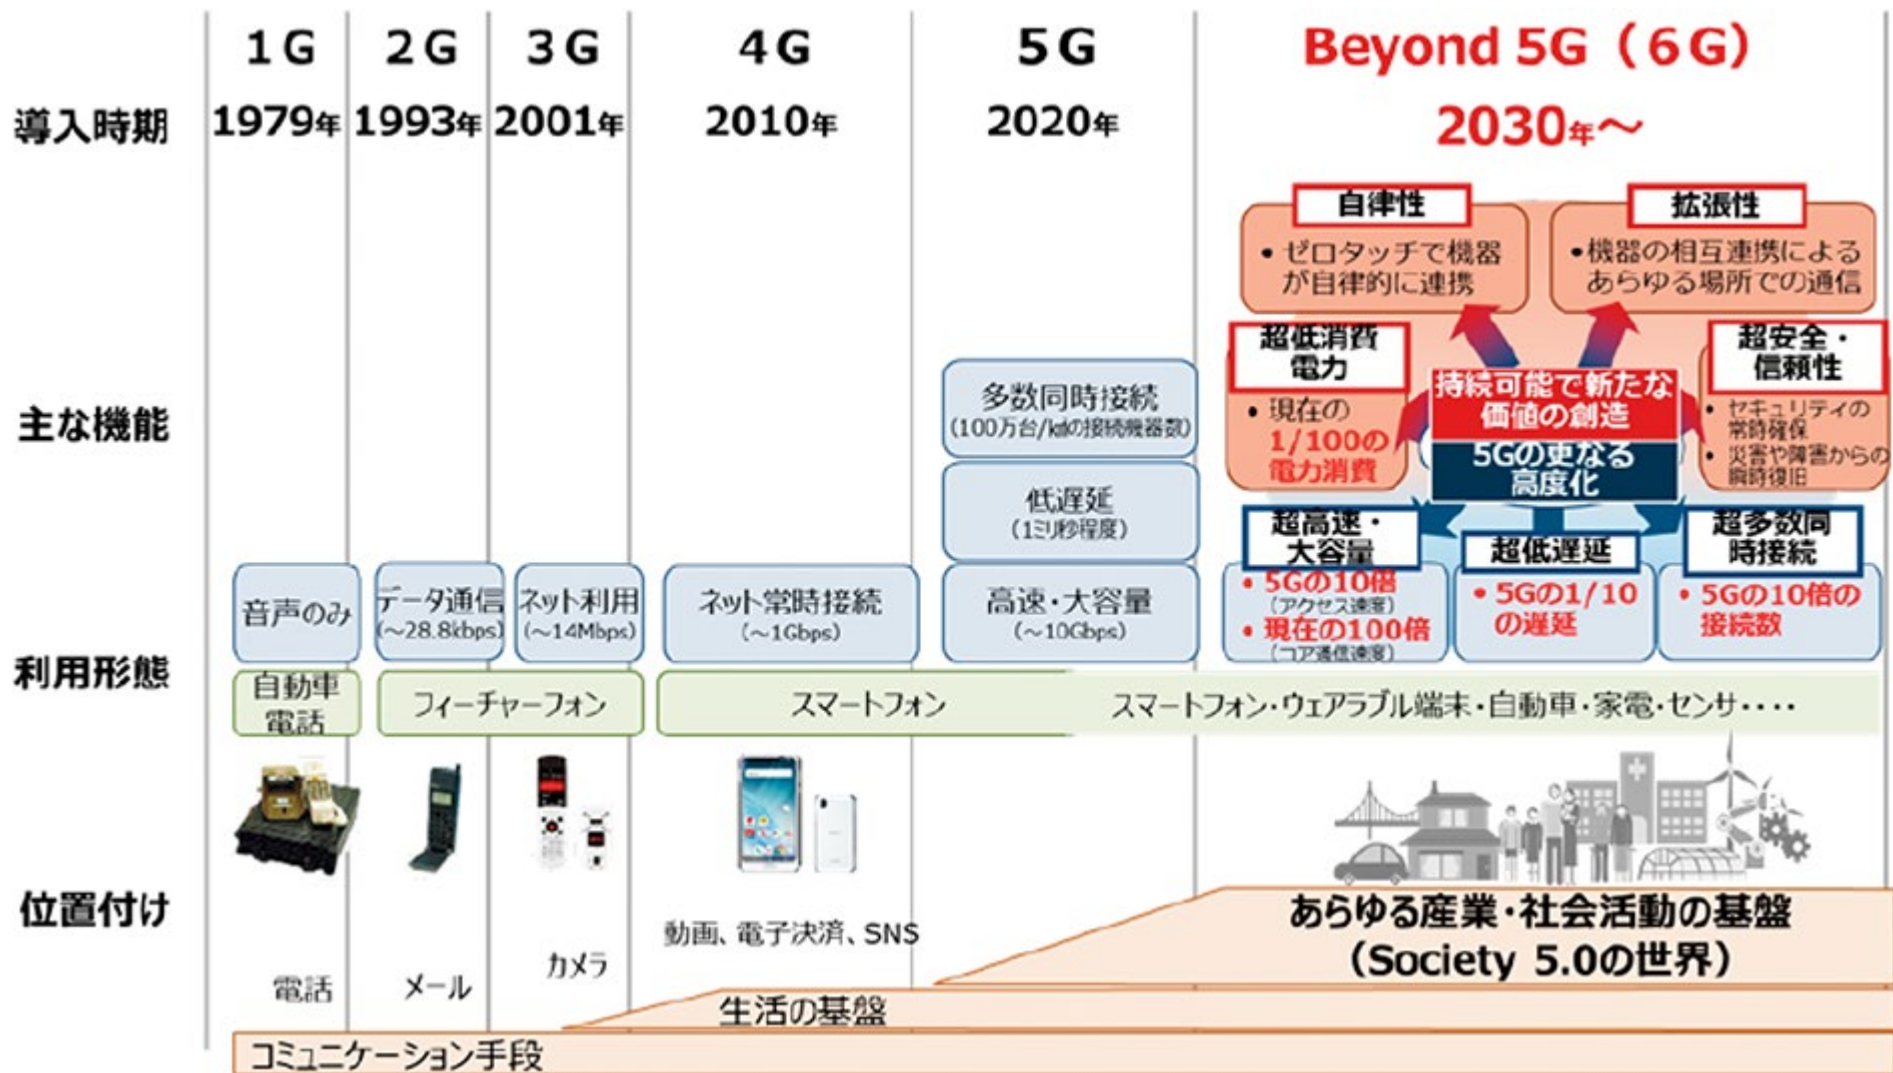 1G
2G
3G
4G
5G
Beyond 5G（6G）
導入時期
1979年
1993年
2001年
2010年
2020年
2030年～
主な機能
音声のみ
データ通信
(～28.8kbps)
ネット利用
(～14Mbps)
ネット常時接続
(～1Gbps)
多数同時接続
(100万台/k㎡の接続機器数)
低遅延
(1ミリ秒程度)
高速・大容量
(～10Gbps)
自律性
• ゼロタッチで機器
が自律的に連携
拡張性
•機器の相互連携による
あらゆる場所での通信
超低消費
電力
• 現在の
1/100の
電力消費
持続可能で新たな
価値の創造
5Gの更なる
高度化
超安全・
信頼性
• セキュリティの
常時確保
• 災害や障害からの
瞬時復旧
超高速・
大容量
• 5Gの10倍
(アクセス速度)
• 現在の100倍
(コア通信速度)
超低遅延
• 5Gの1/10
の遅延
超多数同
時接続
• 5Gの10倍の
接続数
利用形態
自動車
電話
フィーチャーフォン
スマートフォン
スマートフォン・ウェアラブル端末・自動車・家電・センサ‥‥
位置付け
電話
メール
カメラ
動画、電子決済、SNS
あらゆる産業・社会活動の基盤
（Society 5.0の世界）
生活の基盤
コミュニケーション手段